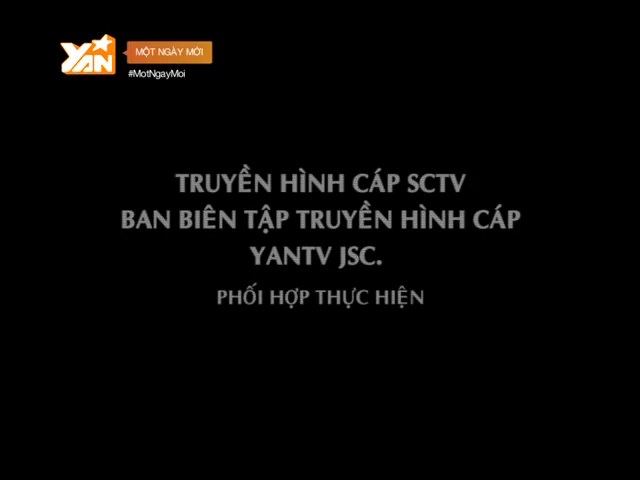 YAN
MỘT NGÀY MỚI
#MotNgayMoi
TRUYỀN HÌNH CÁP SCTV
BAN BIÊN TẬP TRUYỀN HÌNH CÁP
YANTV JSC.
PHỐI HỢP THỰC HIỆN